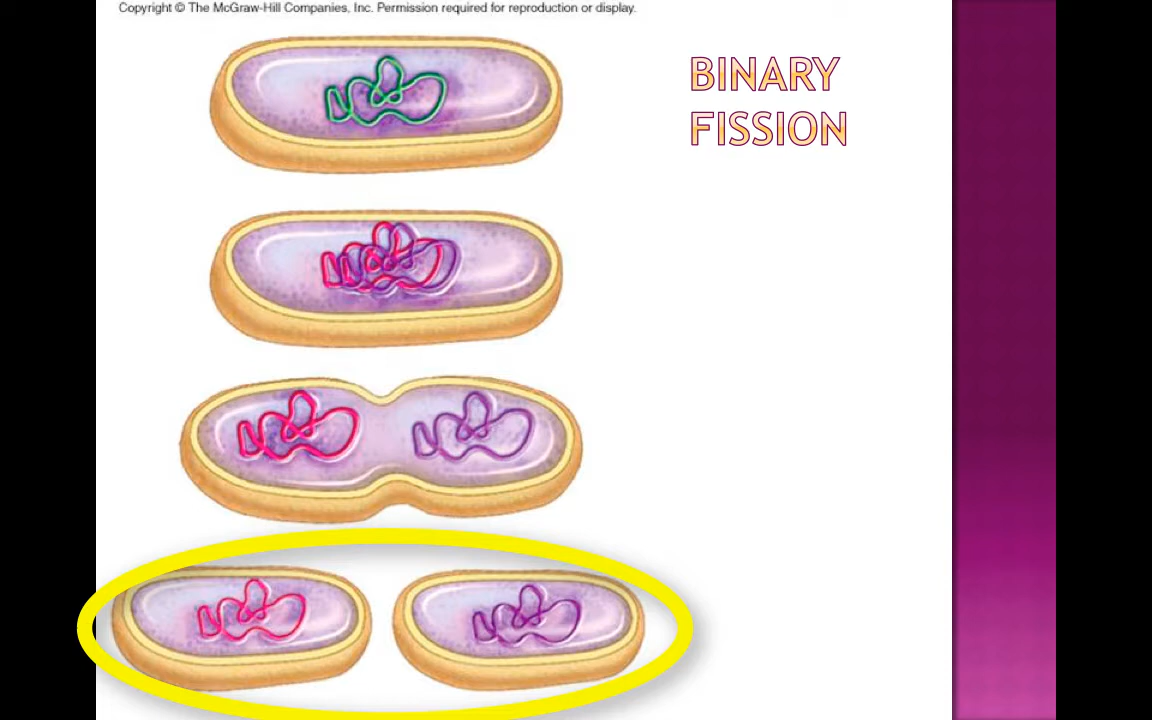 Copyright © The McGraw-Hill Companies, Inc. Permission required for reproduction or display.
BINARY
FISSION